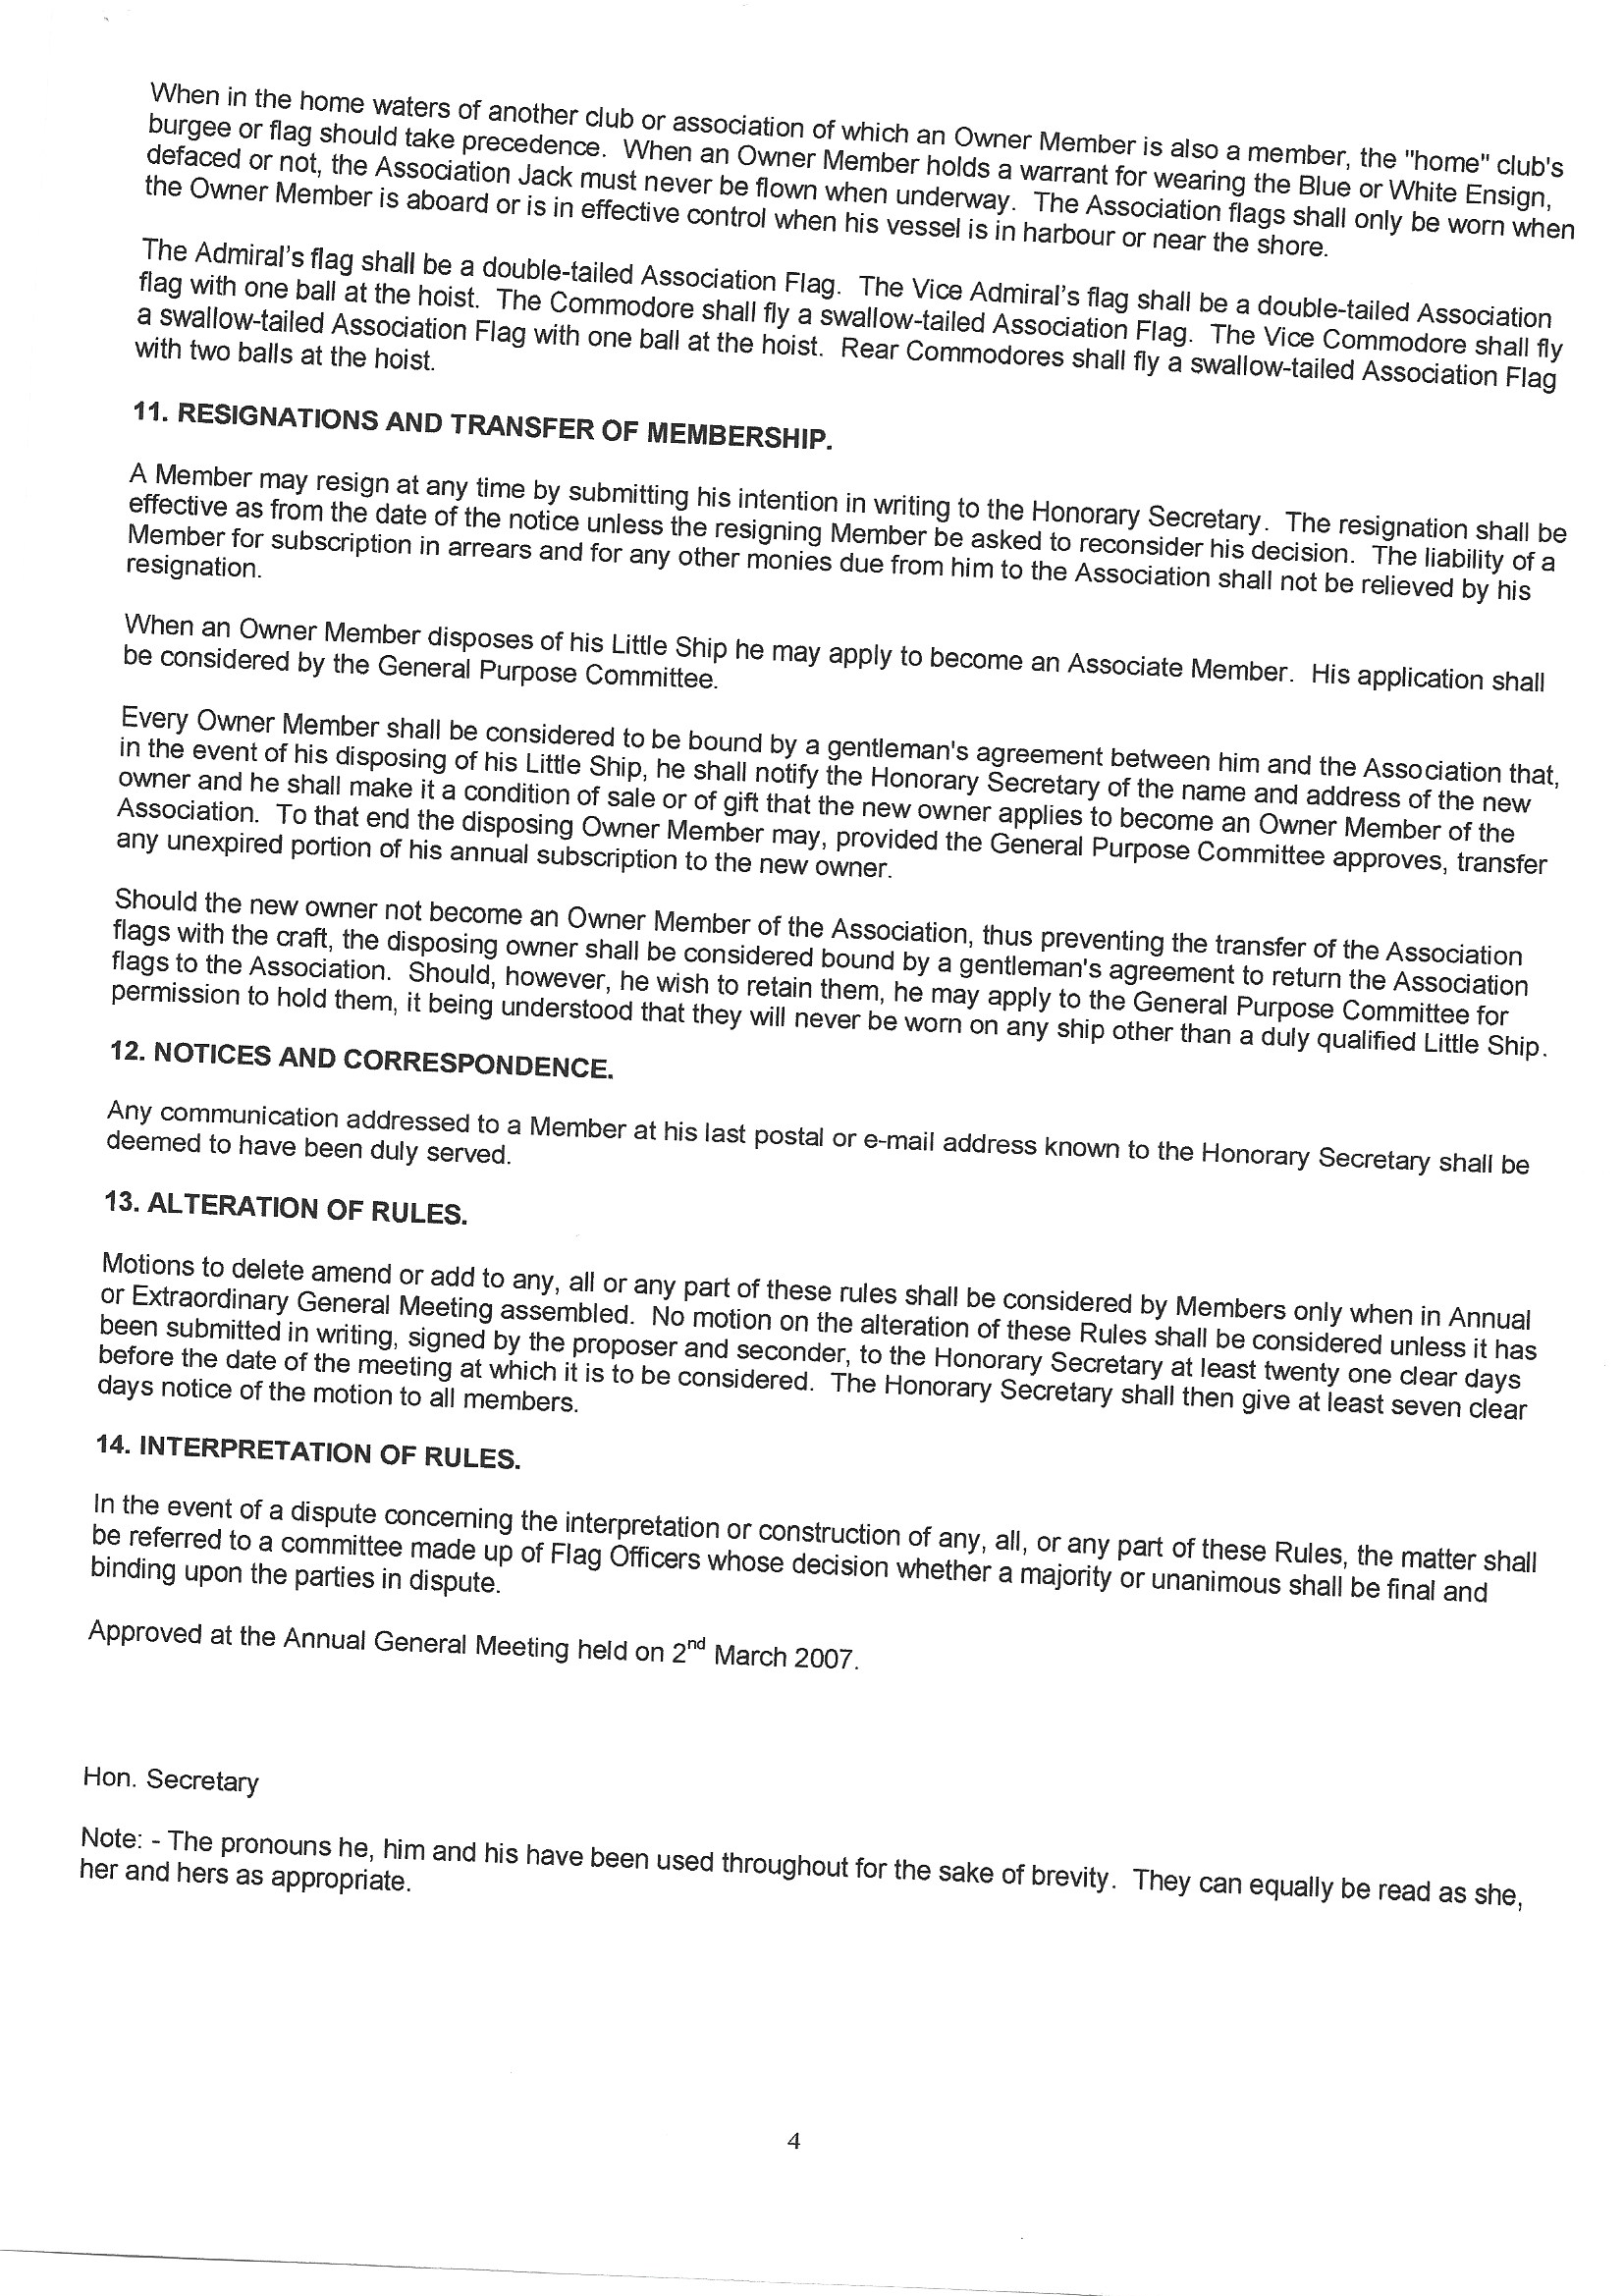 When in the home waters of another club or association of which an Owner Member is also a member, the "home" club's
burgee or flag should take precedence. When an Owner Member holds a warrant for wearing the Blue or White Ensign,
defaced or not, the Association Jack must never be flown when underway. The Association flags shall only be worn when
the Owner Member is aboard or is in effective control when his vessel is in harbour or near the shore.
The Admiral's flag shall be a double-tailed Association Flag. The Vice Admiral's flag shall be a double-tailed Association
flag with one ball at the hoist. The Commodore shall fly a swallow-tailed Association Flag. The Vice Commodore shall fly
a swallow-tailed Association Flag with one ball at the hoist. Rear Commodores shall fly a swallow-tailed Association Flag
with two balls at the hoist.
11. RESIGNATIONS AND TRANSFER OF MEMBERSHIP.
A Member may resign at any time by submitting his intention in writing to the Honorary Secretary. The resignation shall be
effective as from the date of the notice unless the resigning Member be asked to reconsider his decision. The liability of a
Member for subscription in arrears and for any other monies due from him to the Association shall not be relieved by his
resignation.
When an Owner Member disposes of his Little Ship he may apply to become an Associate Member. His application shall
be considered by the General Purpose Committee.
Every Owner Member shall be considered to be bound by a gentleman's agreement between him and the Association that,
in the event of his disposing of his Little Ship, he shall notify the Honorary Secretary of the name and address of the new
owner and he shall make it a condition of sale or of gift that the new owner applies to become an Owner Member of the
Association. To that end the disposing Owner Member may, provided the General Purpose Committee approves, transfer
any unexpired portion of his annual subscription to the new owner.
Should the new owner not become an Owner Member of the Association, thus preventing the transfer of the Association
flags with the craft, the disposing owner shall be considered bound by a gentleman's agreement to return the Association
flags to the Association. Should, however, he wish to retain them, he may apply to the General Purpose Committee for
permission to hold them, it being understood that they will never be worn on any ship other than a duly qualified Little Ship.
12. NOTICES AND CORRESPONDENCE.
Any communication addressed to a Member at his last postal or e-mail address known to the Honorary Secretary shall be
deemed to have been duly served.
13. ALTERATION OF RULES.
Motions to delete amend or add to any, all or any part of these rules shall be considered by Members only when in Annual
or Extraordinary General Meeting assembled. No motion on the alteration of these Rules shall be considered unless it has
been submitted in writing, signed by the proposer and seconder, to the Honorary Secretary at least twenty one clear days
before the date of the meeting at which it is to be considered. The Honorary Secretary shall then give at least seven clear
days notice of the motion to all members.
14. INTERPRETATION OF RULES.
In the event of a dispute concerning the interpretation or construction of any, all, or any part of these Rules, the matter shall
be referred to a committee made up of Flag Officers whose decision whether a majority or unanimous shall be final and
binding upon the parties in dispute.
Approved at the Annual General Meeting held on 2nd March 2007.
Hon. Secretary
Note: - The pronouns he, him and his have been used throughout for the sake of brevity. They can equally be read as she,
her and hers as appropriate.
4